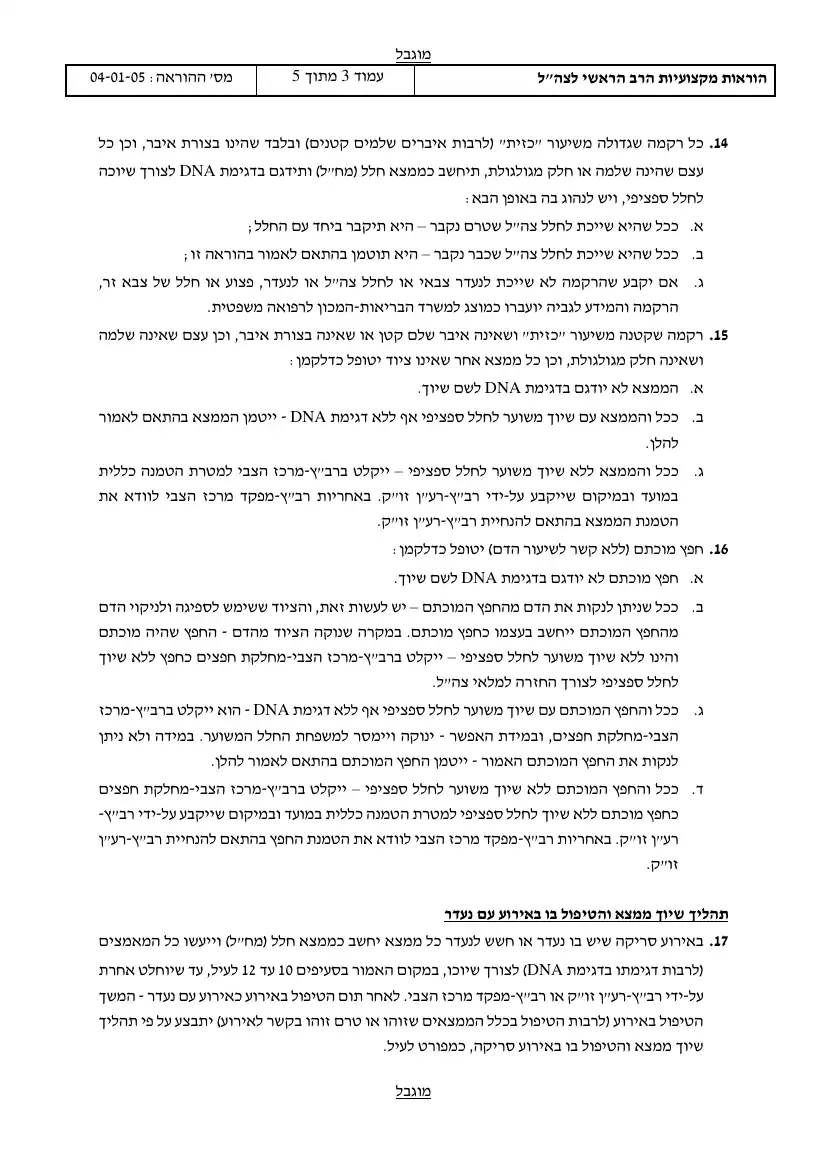 מוגבל
הוראות מקצועיות הרב הראשי לצה״ל
עמוד 3 מתוך 5
מס׳ ההוראה: 04-01-05
14. כל רקמה שגדולה משיעור ״כזית״ (לרבות איברים שלמים קטנים) ובלבד שהינו בצורת איבר, וכן כל
עצם שהינה שלמה או חלק מגולגולת, תיחשב כממצא חלל (מח״ל) ותידגם בדגימת DNA לצורך שיוכה
לחלל ספציפי, ויש לנהוג בה באופן הבא:
א. ככל שהיא שייכת לחלל צה״ל שטרם נקבר – היא תיקבר ביחד עם החלל;
ב. ככל שהיא שייכת לחלל צה״ל שכבר נקבר – היא תוטמן בהתאם לאמור בהוראה זו;
ג. אם יקבע שהרקמה לא שייכת לנעדר צבאי או לחלל צה״ל או לנעדר, פצוע או חלל של צבא זר,
הרקמה והמידע לגביה יועברו כמוצג למשרד הבריאות-המכון לרפואה משפטית.
15. רקמה שקטנה משיעור ״כזית״ ושאינה איבר שלם קטן או שאינה בצורת איבר, וכן עצם שאינה שלמה
ושאינה חלק מגולגולת, וכן כל ממצא אחר שאינו ציוד יטופל כדלקמן:
א. הממצא לא יודגם בדגימת DNA לשם שיוך.
ב. ככל והממצא עם שיוך משוער לחלל ספציפי אף ללא דגימת DNA - ייטמן הממצא בהתאם לאמור
להלן.
ג. ככל והממצא ללא שיוך משוער לחלל ספציפי – ייקלט ברב״ץ-מרכז הצבי למטרת הטמנה כללית
במועד ובמיקום שייקבע על-ידי רב״ץ-רע״ן זו״ק. באחריות רב״ץ-מפקד מרכז הצבי לוודא את
הטמנת הממצא בהתאם להנחיית רב״ץ-רע״ן זו״ק.
16. חפץ מוכתם (ללא קשר לשיעור הדם) יטופל כדלקמן:
א. חפץ מוכתם לא יודגם בדגימת DNA לשם שיוך.
ב. ככל שניתן לנקות את הדם מהחפץ המוכתם – יש לעשות זאת, והציוד ששימש לספיגה ולניקוי הדם
מהחפץ המוכתם ייחשב בעצמו כחפץ מוכתם. במקרה שנוקה הציוד מהדם - החפץ שהיה מוכתם
והינו ללא שיוך משוער לחלל ספציפי – ייקלט ברב״ץ-מרכז הצבי-מחלקת חפצים כחפץ ללא שיוך
לחלל ספציפי לצורך החזרה למלאי צה״ל.
ג. ככל והחפץ המוכתם עם שיוך משוער לחלל ספציפי אף ללא דגימת DNA - הוא ייקלט ברב״ץ-מרכז
הצבי-מחלקת חפצים, ובמידת האפשר - ינוקה ויימסר למשפחת החלל המשוער. במידה ולא ניתן
לנקות את החפץ המוכתם האמור - ייטמן החפץ המוכתם בהתאם לאמור להלן.
ד. ככל והחפץ המוכתם ללא שיוך משוער לחלל ספציפי – ייקלט ברב״ץ-מרכז הצבי-מחלקת חפצים
כחפץ מוכתם ללא שיוך לחלל ספציפי למטרת הטמנה כללית במועד ובמיקום שייקבע על-ידי רב״ץ-
רע״ן זו״ק. באחריות רב״ץ-מפקד מרכז הצבי לוודא את הטמנת החפץ בהתאם להנחיית רב״ץ-רע״ן
זו״ק.
תהליך שיוך ממצא והטיפול בו באירוע עם נעדר
17. באירוע סריקה שיש בו נעדר או חשש לנעדר כל ממצא יחשב כממצא חלל (מח״ל) וייעשו כל המאמצים
(לרבות דגימתו בדגימת DNA) לצורך שיוכו, במקום האמור בסעיפים 10 עד 12 לעיל, עד שיוחלט אחרת
על-ידי רב״ץ-רע״ן זו״ק או רב״ץ-מפקד מרכז הצבי. לאחר תום הטיפול באירוע כאירוע עם נעדר - המשך
הטיפול באירוע (לרבות הטיפול בכלל הממצאים שזוהו או טרם זוהו בקשר לאירוע) יתבצע על פי תהליך
שיוך ממצא והטיפול בו באירוע סריקה, כמפורט לעיל.
מוגבל